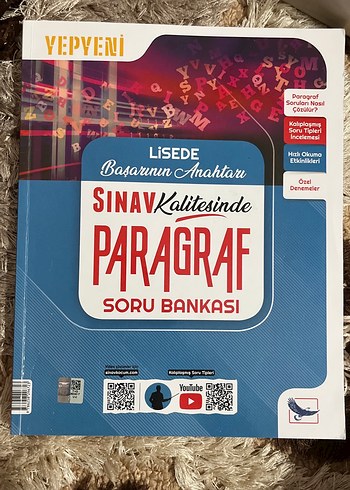 YEPYENİ
Paragraf
Soruları Nasıl
Çözülür?
Kalıplaşmış
Soru Tipleri
İncelemesi
Hızlı Okuma
Etkinlikleri
Özel
Denemeler
LİSEDE
Başarının Anahtarı
SINAV Kalitesinde
PARAGRAF
SORU BANKASI
Kalıplaşmış Soru Tipleri
YouTube